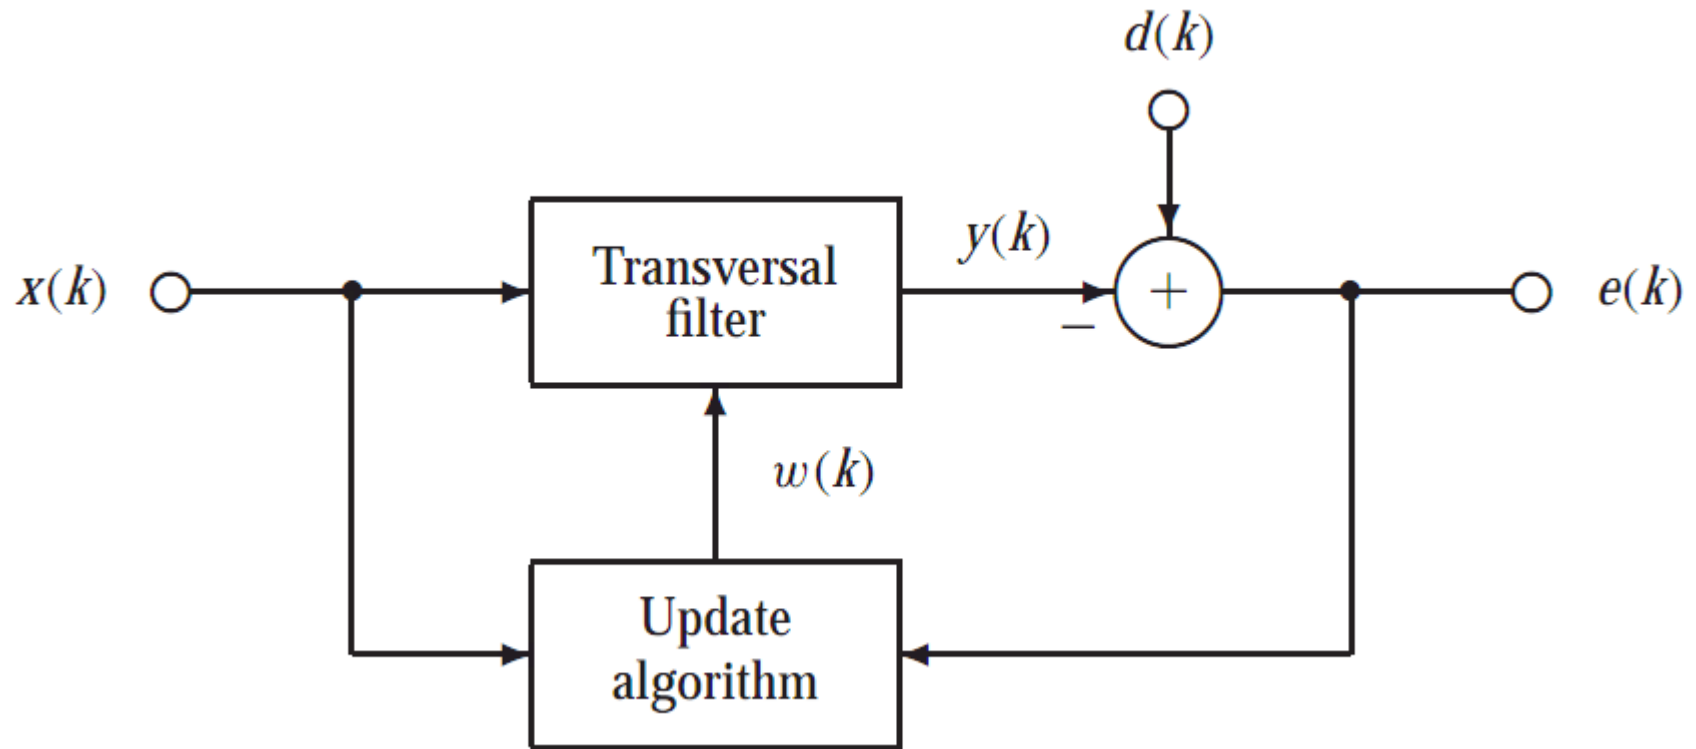 d(k)
Transversal
filter
y(k)
x(k)
+
−
e(k)
w(k)
Update
algorithm